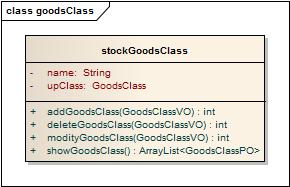 class goodsClass
stockGoodsClass
- name: String
- upClass: GoodsClass
+ addGoodsClass(GoodsClassVO) : int
+ deleteGoodsClass(GoodsClassVO) : int
+ modityGoodsClass(GoodsClassVO) : int
+ showGoodsClass() : ArrayList<GoodsClassPO>